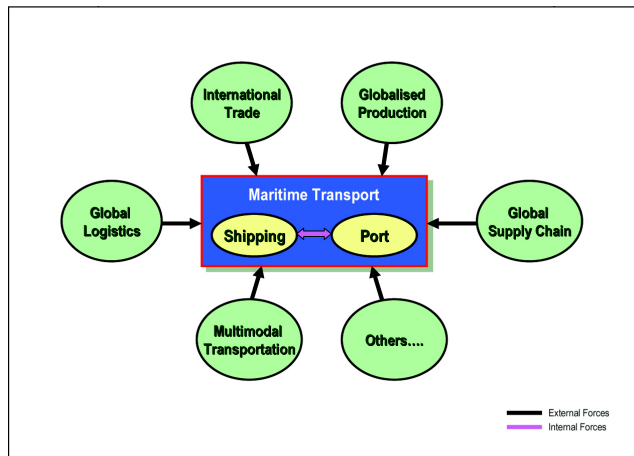 International
Trade
Globalised
Production
Maritime Transport
Global
Logistics
Shipping
Port
Global
Supply Chain
Multimodal
Transportation
Others....
External Forces
Internal Forces